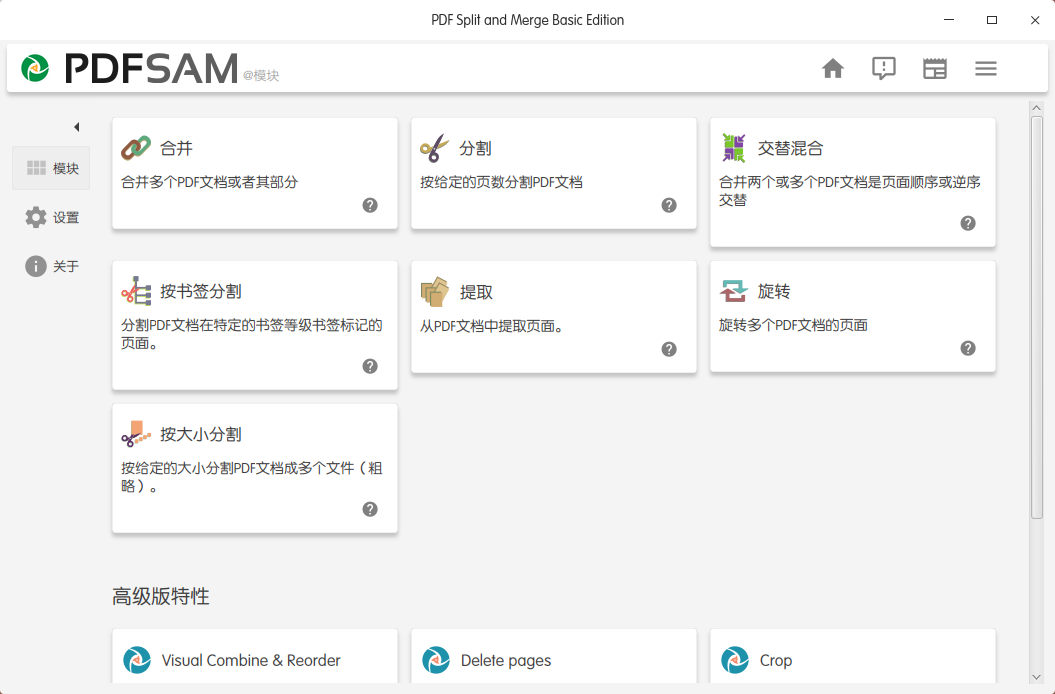 PDF Split and Merge Basic Edition
PDFSAM @模块
模块
设置
关于
合并
合并多个PDF文档或者其部分
分割
按给定的页数分割PDF文档
交替混合
合并两个或多个PDF文档是页面顺序或逆序
交替
按书签分割
分割PDF文档在特定的书签等级书签标记的
页面。
提取
从PDF文档中提取页面。
旋转
旋转多个PDF文档的页面
按大小分割
按给定的大小分割PDF文档成多个文件（粗
略）。
高级版特性
Visual Combine & Reorder
Delete pages
Crop